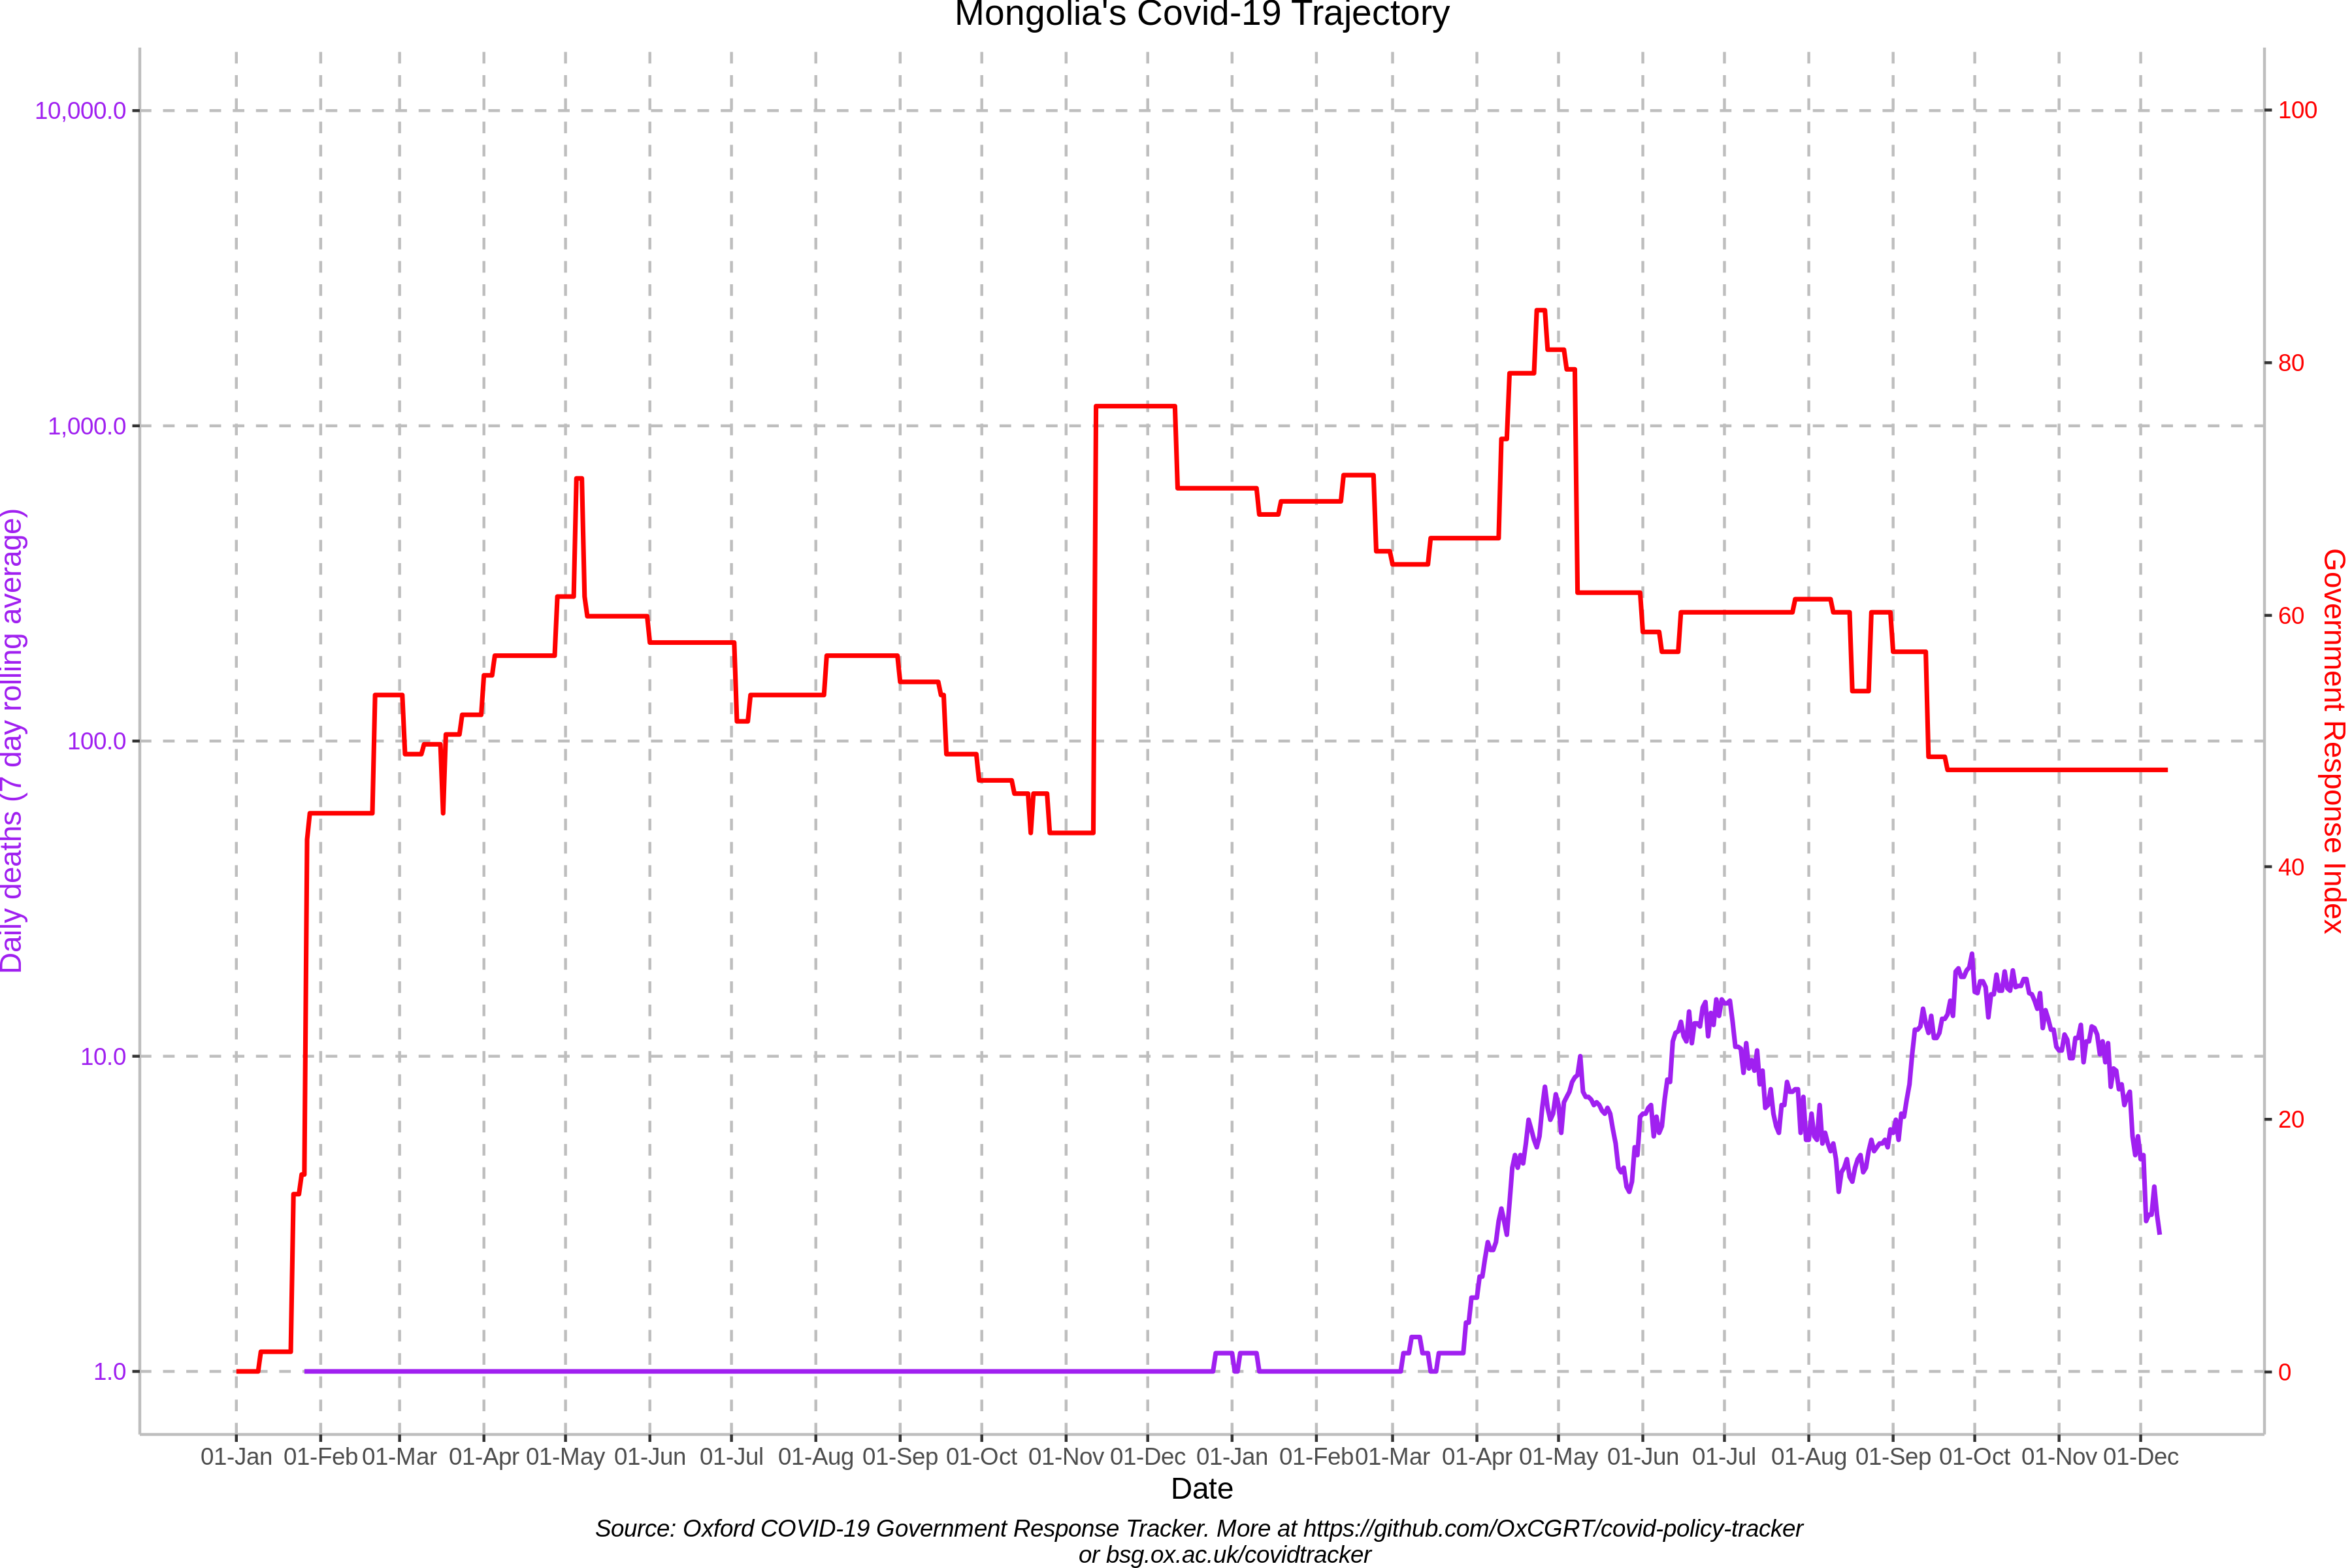 Mongolia's Covid-19 Trajectory
10,000.0
1,000.0
100.0
10.0
1.0
Daily deaths (7 day rolling average)
100
80
60
40
20
0
Government Response Index
01-Jan 01-Feb 01-Mar 01-Apr 01-May 01-Jun 01-Jul 01-Aug 01-Sep 01-Oct 01-Nov 01-Dec 01-Jan 01-Feb 01-Mar 01-Apr 01-May 01-Jun 01-Jul 01-Aug 01-Sep 01-Oct 01-Nov 01-Dec
Date
Source: Oxford COVID-19 Government Response Tracker. More at https://github.com/OxCGRT/covid-policy-tracker
or bsg.ox.ac.uk/covidtracker